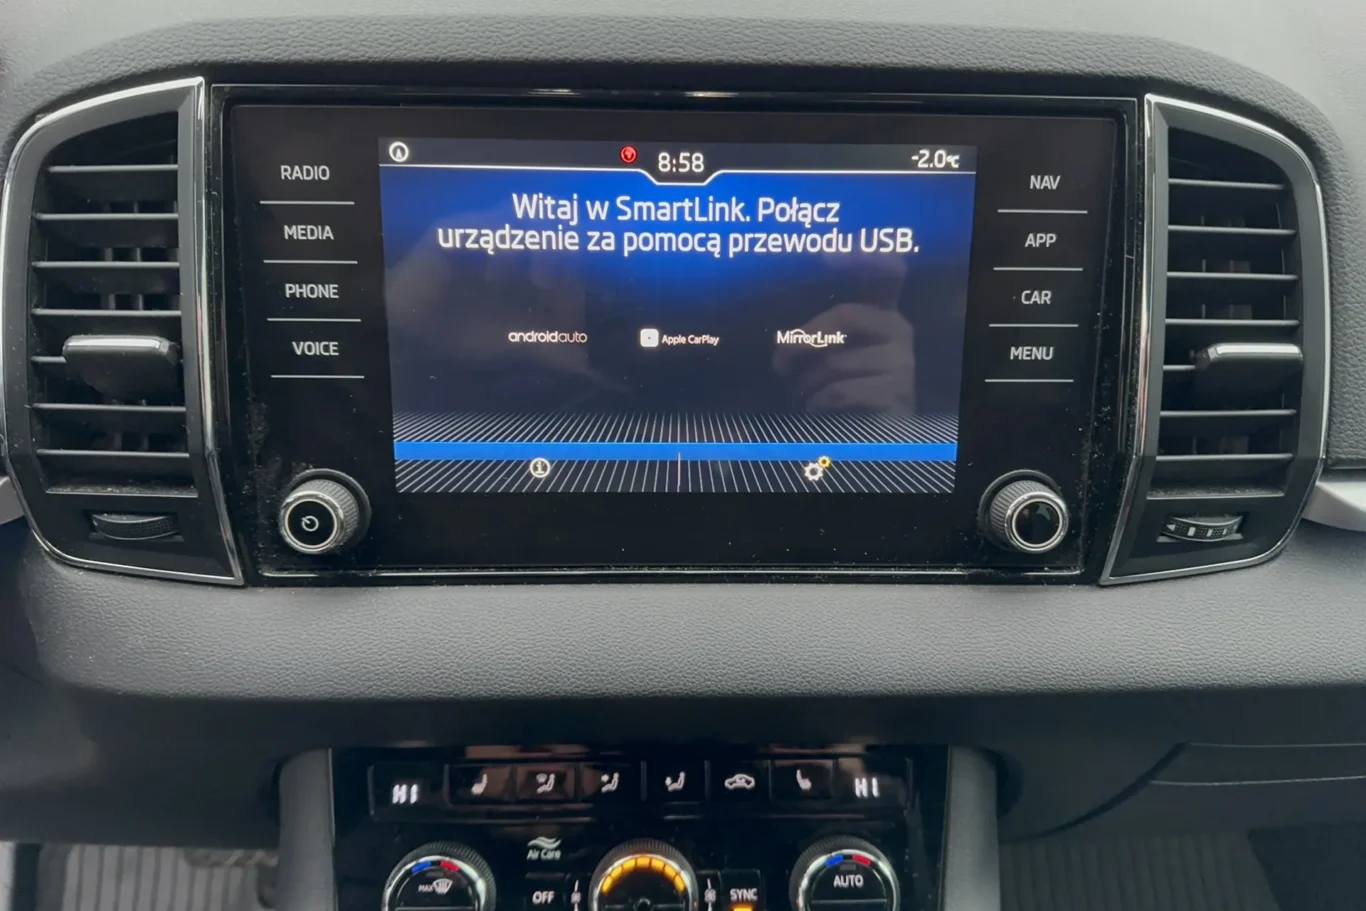 8:58
-2.0°C
RADIO
MEDIA
PHONE
VOICE
Witaj w SmartLink. Połącz
urządzenie za pomocą przewodu USB.
androidauto
Apple CarPlay
MirrorLink
NAV
APP
CAR
MENU
HI
HI
Air Care
MAX
OFF
SYNC
AUTO